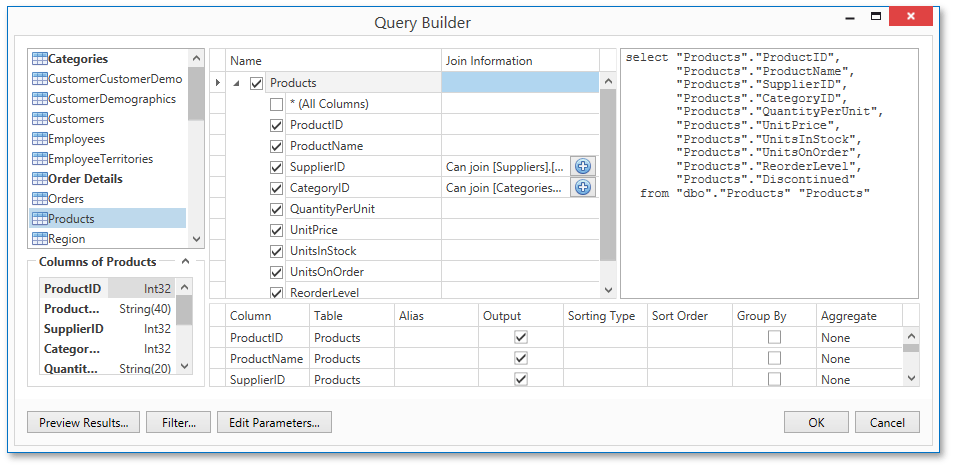 Query Builder
Categories
CustomerCustomerDemo
CustomerDemographics
Customers
Employees
EmployeeTerritories
Order Details
Orders
Products
Region
Columns of Products
ProductID Int32
Product... String(40)
SupplierID Int32
Categor... Int32
Quantit... String(20)
Name Join Information
Products
* (All Columns)
ProductID
ProductName
SupplierID Can join [Suppliers].[...
CategoryID Can join [Categories...
QuantityPerUnit
UnitPrice
UnitsInStock
UnitsOnOrder
ReorderLevel
select "Products"."ProductID",
"Products"."ProductName",
"Products"."SupplierID",
"Products"."CategoryID",
"Products"."QuantityPerUnit",
"Products"."UnitPrice",
"Products"."UnitsInStock",
"Products"."UnitsOnOrder",
"Products"."ReorderLevel",
"Products"."Discontinued"
from "dbo"."Products" "Products"
Column Table Alias Output Sorting Type Sort Order Group By Aggregate
ProductID Products None
ProductName Products None
SupplierID Products None
Preview Results... Filter... Edit Parameters... OK Cancel